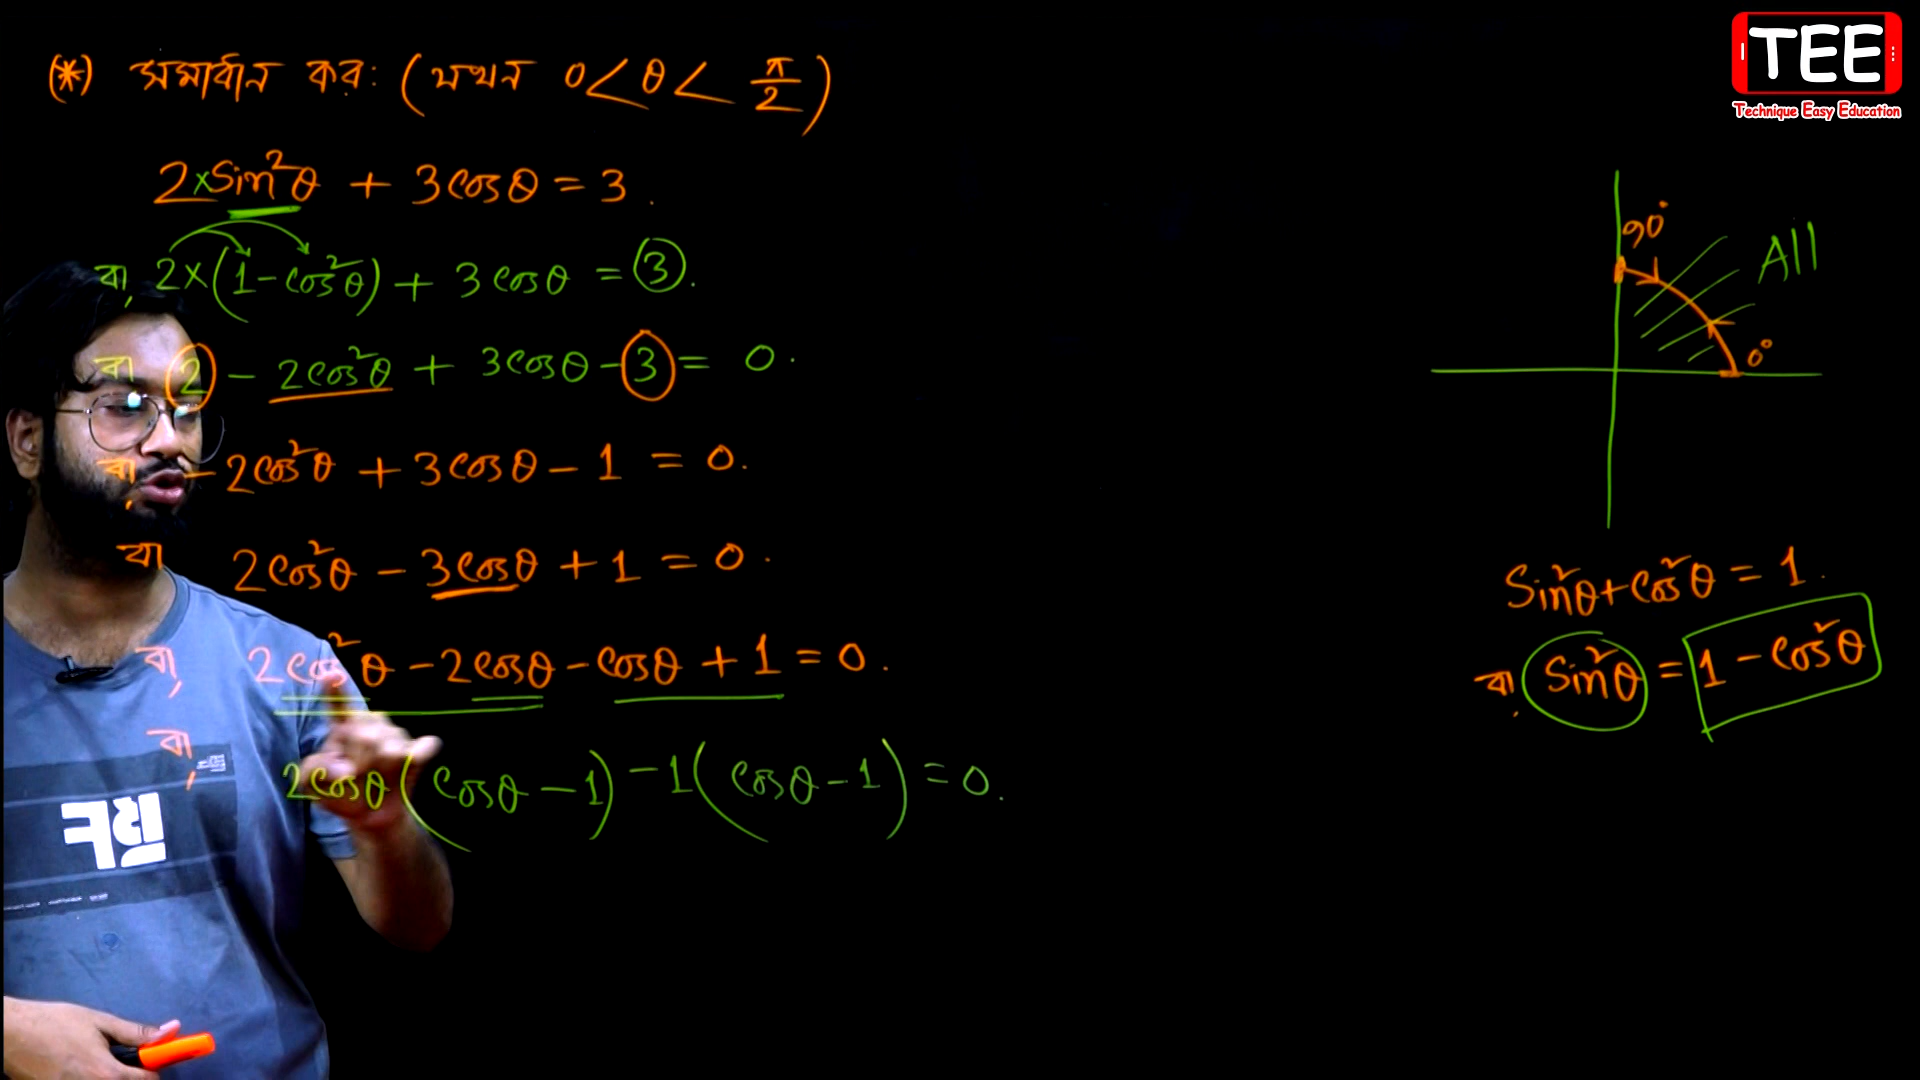 (*) সমাধান কর: (যখন 0 < θ < π/2)
2×Sin²θ + 3cosθ = 3.
বা, 2×(1-cos²θ) + 3cosθ = 3.
বা, 2 - 2cos²θ + 3cosθ - 3 = 0.
বা, -2cos²θ + 3cosθ - 1 = 0.
বা, 2cos²θ - 3cosθ + 1 = 0.
বা, 2cos²θ - 2cosθ - cosθ + 1 = 0.
বা, 2cosθ(cosθ - 1) - 1(cosθ - 1) = 0.
TEE
Technique Easy Education
90°
All
0°
Sin²θ + cos²θ = 1.
বা, Sin²θ = 1 - cos²θ